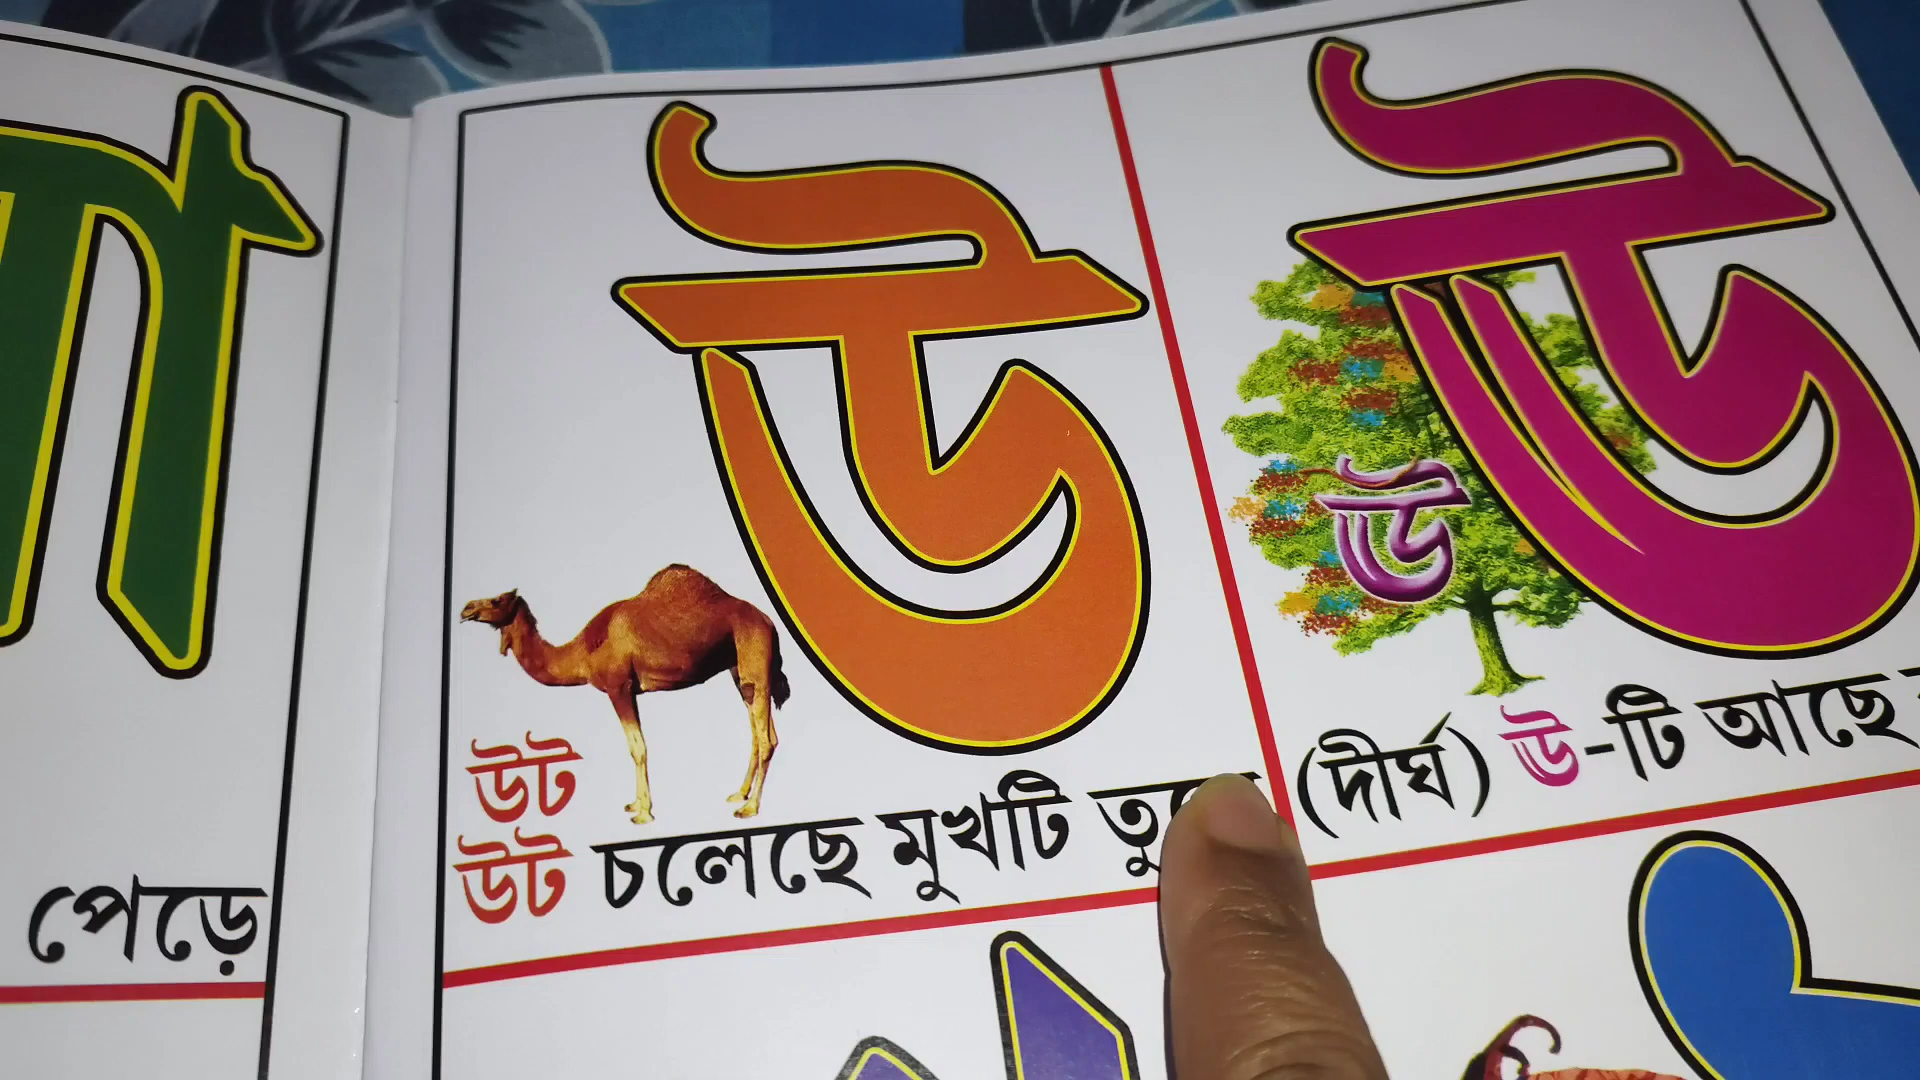 পেড়ে
উ
উট
উট চলেছে মুখটি
ঊ
ঊ
(দীর্ঘ) ঊ-টি আছে